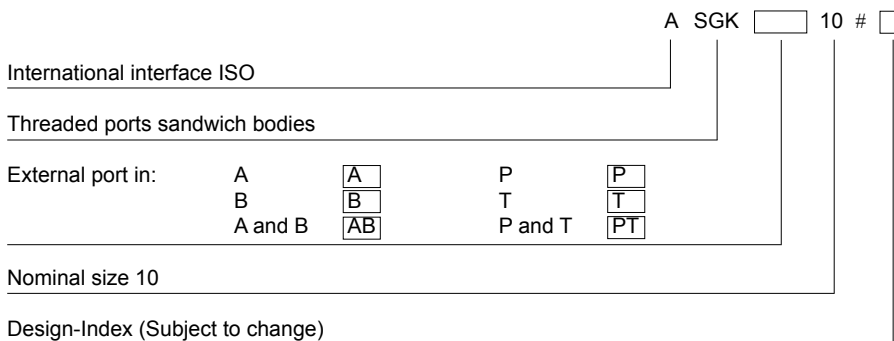 A SGK 10 #
International interface ISO
Threaded ports sandwich bodies
External port in: A A P P
B B T T
A and B AB P and T PT
Nominal size 10
Design-Index (Subject to change)